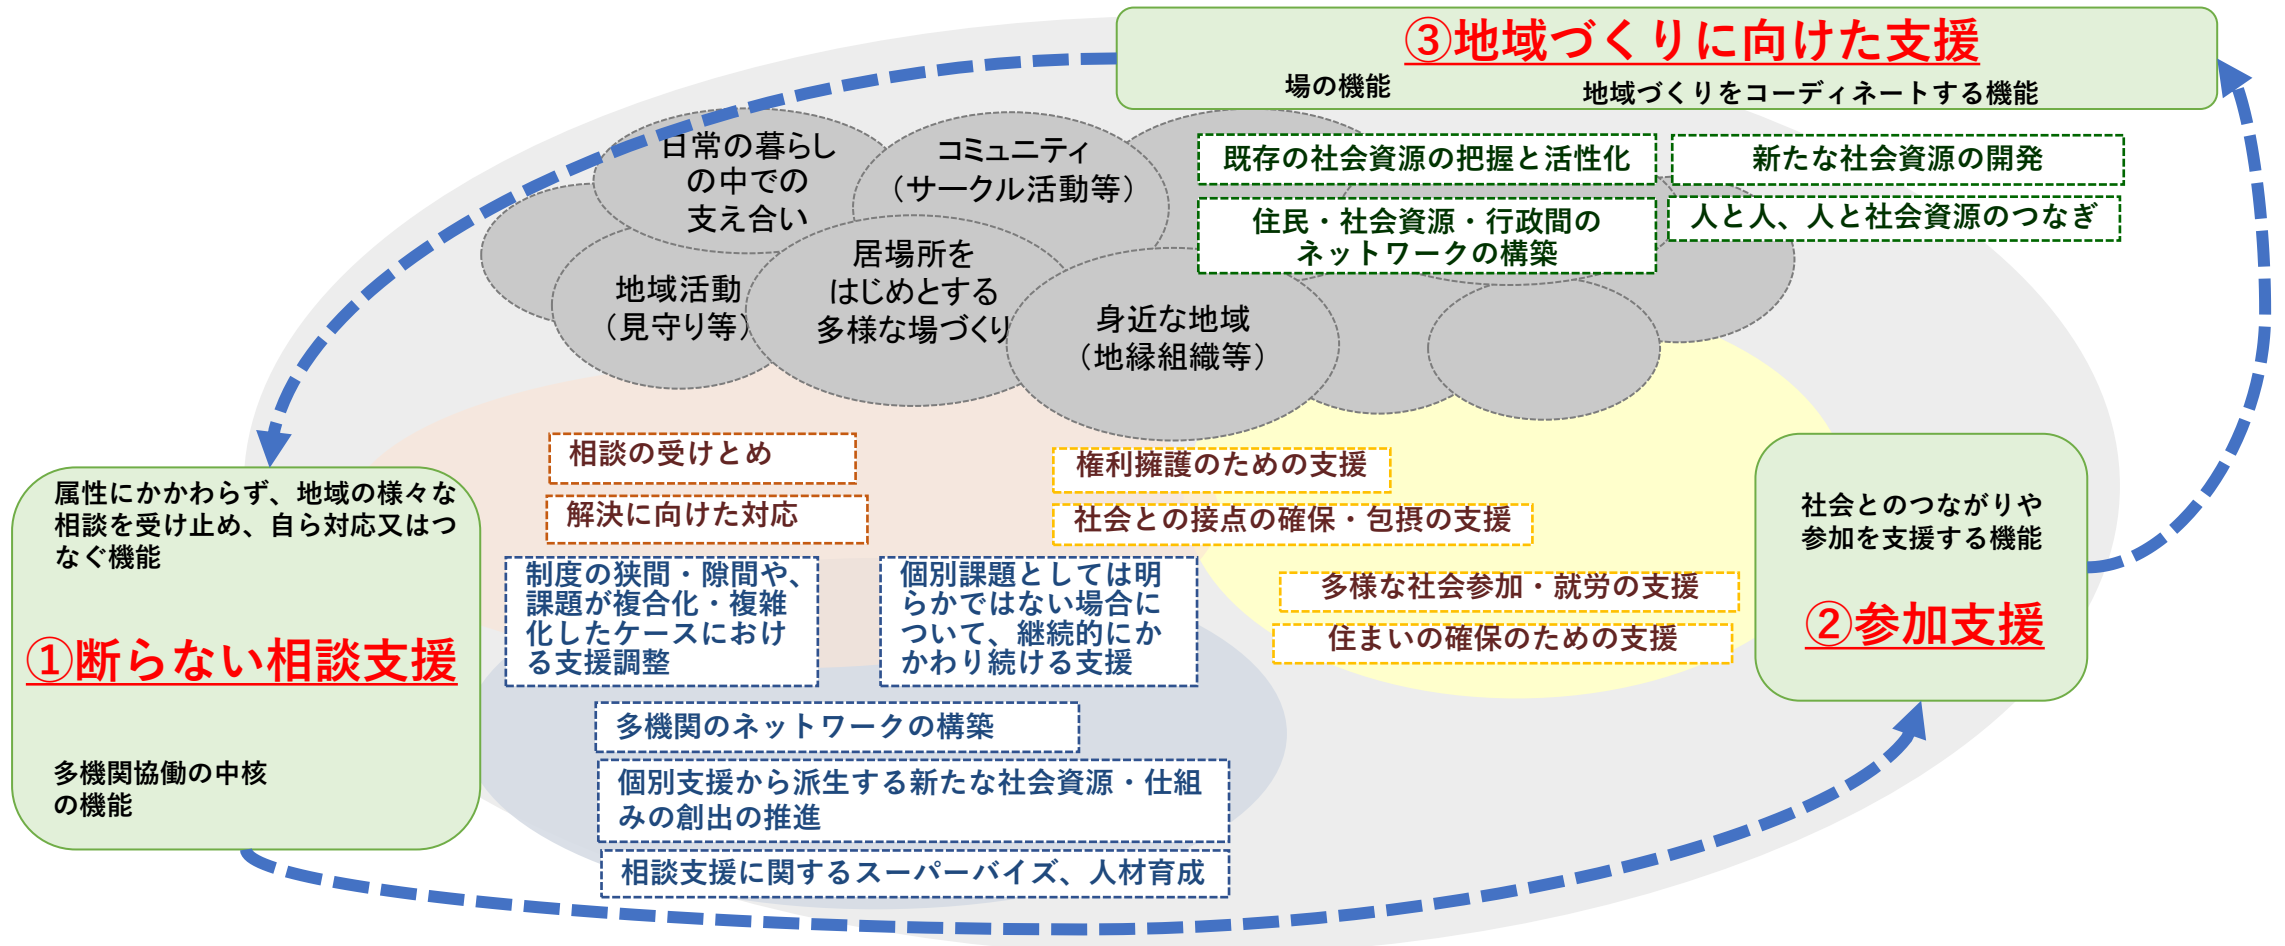 ③地域づくりに向けた支援
場の機能
地域づくりをコーディネートする機能
日常の暮らし
の中での
支え合い
コミュニティ
（サークル活動等）
既存の社会資源の把握と活性化
新たな社会資源の開発
住民・社会資源・行政間の
ネットワークの構築
人と人、人と社会資源のつなぎ
地域活動
（見守り等）
居場所を
はじめとする
多様な場づくり
身近な地域
（地縁組織等）
相談の受けとめ
解決に向けた対応
権利擁護のための支援
社会との接点の確保・包摂の支援
属性にかかわらず、地域の様々な
相談を受け止め、自ら対応又はつ
なぐ機能
①断らない相談支援
多機関協働の中核
の機能
制度の狭間・隙間や、
課題が複合化・複雑
化したケースにおけ
る支援調整
個別課題としては明
らかではない場合に
ついて、継続的にか
かわり続ける支援
多様な社会参加・就労の支援
住まいの確保のための支援
社会とのつながりや
参加を支援する機能
②参加支援
多機関のネットワークの構築
個別支援から派生する新たな社会資源・仕組
みの創出の推進
相談支援に関するスーパーバイズ、人材育成